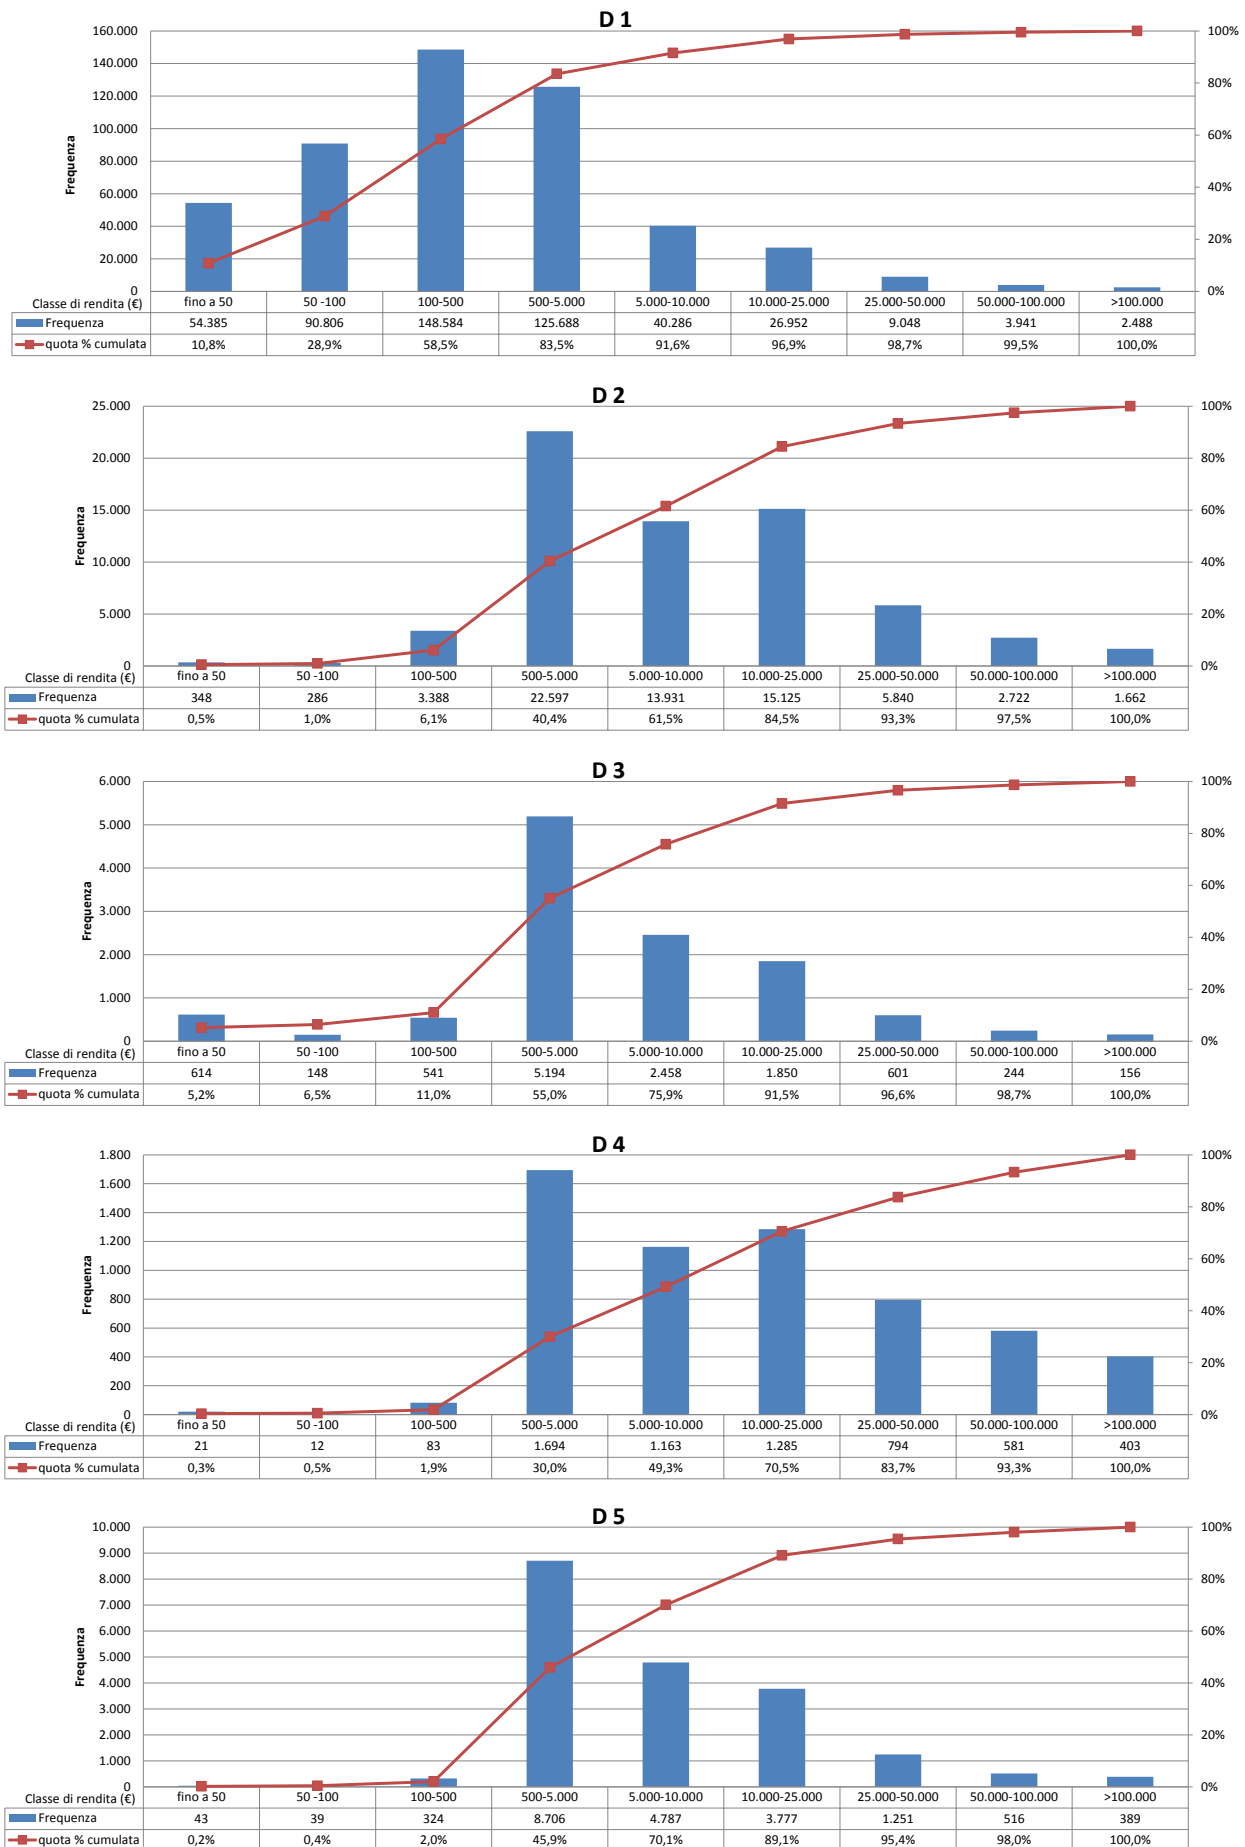 D 1
160.000
140.000
120.000
100.000
80.000
60.000
40.000
20.000
0
Frequenza
100%
80%
60%
40%
20%
0%
Classe di rendita (€) fino a 50 50 -100 100-500 500-5.000 5.000-10.000 10.000-25.000 25.000-50.000 50.000-100.000 >100.000
Frequenza 54.385 90.806 148.584 125.688 40.286 26.952 9.048 3.941 2.488
quota % cumulata 10,8% 28,9% 58,5% 83,5% 91,6% 96,9% 98,7% 99,5% 100,0%
D 2
25.000
20.000
15.000
10.000
5.000
0
Frequenza
100%
80%
60%
40%
20%
0%
Classe di rendita (€) fino a 50 50 -100 100-500 500-5.000 5.000-10.000 10.000-25.000 25.000-50.000 50.000-100.000 >100.000
Frequenza 348 286 3.388 22.597 13.931 15.125 5.840 2.722 1.662
quota % cumulata 0,5% 1,0% 6,1% 40,4% 61,5% 84,5% 93,3% 97,5% 100,0%
D 3
6.000
5.000
4.000
3.000
2.000
1.000
0
Frequenza
100%
80%
60%
40%
20%
0%
Classe di rendita (€) fino a 50 50 -100 100-500 500-5.000 5.000-10.000 10.000-25.000 25.000-50.000 50.000-100.000 >100.000
Frequenza 614 148 541 5.194 2.458 1.850 601 244 156
quota % cumulata 5,2% 6,5% 11,0% 55,0% 75,9% 91,5% 96,6% 98,7% 100,0%
D 4
1.800
1.600
1.400
1.200
1.000
800
600
400
200
0
Frequenza
100%
80%
60%
40%
20%
0%
Classe di rendita (€) fino a 50 50 -100 100-500 500-5.000 5.000-10.000 10.000-25.000 25.000-50.000 50.000-100.000 >100.000
Frequenza 21 12 83 1.694 1.163 1.285 794 581 403
quota % cumulata 0,3% 0,5% 1,9% 30,0% 49,3% 70,5% 83,7% 93,3% 100,0%
D 5
10.000
9.000
8.000
7.000
6.000
5.000
4.000
3.000
2.000
1.000
0
Frequenza
100%
80%
60%
40%
20%
0%
Classe di rendita (€) fino a 50 50 -100 100-500 500-5.000 5.000-10.000 10.000-25.000 25.000-50.000 50.000-100.000 >100.000
Frequenza 43 39 324 8.706 4.787 3.777 1.251 516 389
quota % cumulata 0,2% 0,4% 2,0% 45,9% 70,1% 89,1% 95,4% 98,0% 100,0%